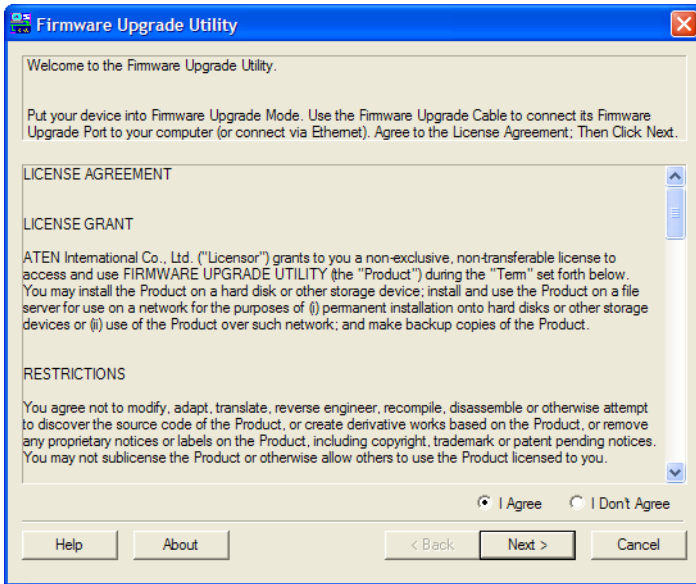 Firmware Upgrade Utility
Welcome to the Firmware Upgrade Utility.
Put your device into Firmware Upgrade Mode. Use the Firmware Upgrade Cable to connect its Firmware
Upgrade Port to your computer (or connect via Ethernet). Agree to the License Agreement; Then Click Next.
LICENSE AGREEMENT
LICENSE GRANT
ATEN International Co., Ltd. ("Licensor") grants to you a non-exclusive, non-transferable license to
access and use FIRMWARE UPGRADE UTILITY (the "Product") during the "Term" set forth below.
You may install the Product on a hard disk or other storage device; install and use the Product on a file
server for use on a network for the purposes of (i) permanent installation onto hard disks or other storage
devices or (ii) use of the Product over such network; and make backup copies of the Product.
RESTRICTIONS
You agree not to modify, adapt, translate, reverse engineer, recompile, disassemble or otherwise attempt
to discover the source code of the Product, or create derivative works based on the Product, or remove
any proprietary notices or labels on the Product, including copyright, trademark or patent pending notices.
You may not sublicense the Product or otherwise allow others to use the Product licensed to you.
I Agree I Don't Agree
Help About < Back Next > Cancel